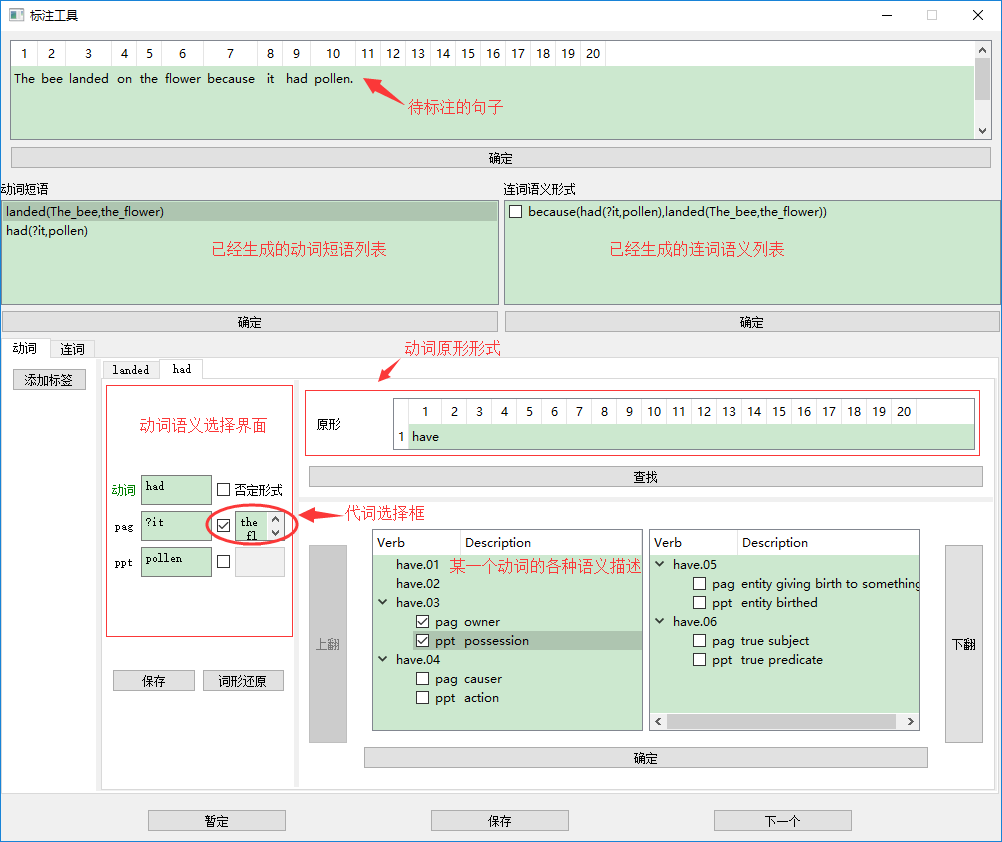 标注工具
1 2 3 4 5 6 7 8 9 10 11 12 13 14 15 16 17 18 19 20
The bee landed on the flower because it had pollen.
待标注的句子
确定
动词短语
连词语义形式
landed(The_bee,the_flower)
had(?it,pollen)
已经生成的动词短语列表
because(had(?it,pollen),landed(The_bee,the_flower))
已经生成的连词语义列表
确定
确定
动词 连词
动词原形形式
添加标签
landed had
动词语义选择界面
原形
1 2 3 4 5 6 7 8 9 10 11 12 13 14 15 16 17 18 19 20
1 have
查找
动词 had 否定形式
pag ?it the
fl
代词选择框
ppt pollen
保存 词形还原
上翻
Verb Description
have.01 某一个动词的各种语义描述
have.02
have.03
pag owner
ppt possession
have.04
pag causer
ppt action
Verb Description
have.05
pag entity giving birth to something
ppt entity birthed
have.06
pag true subject
ppt true predicate
下翻
确定
暂定 保存 下一个